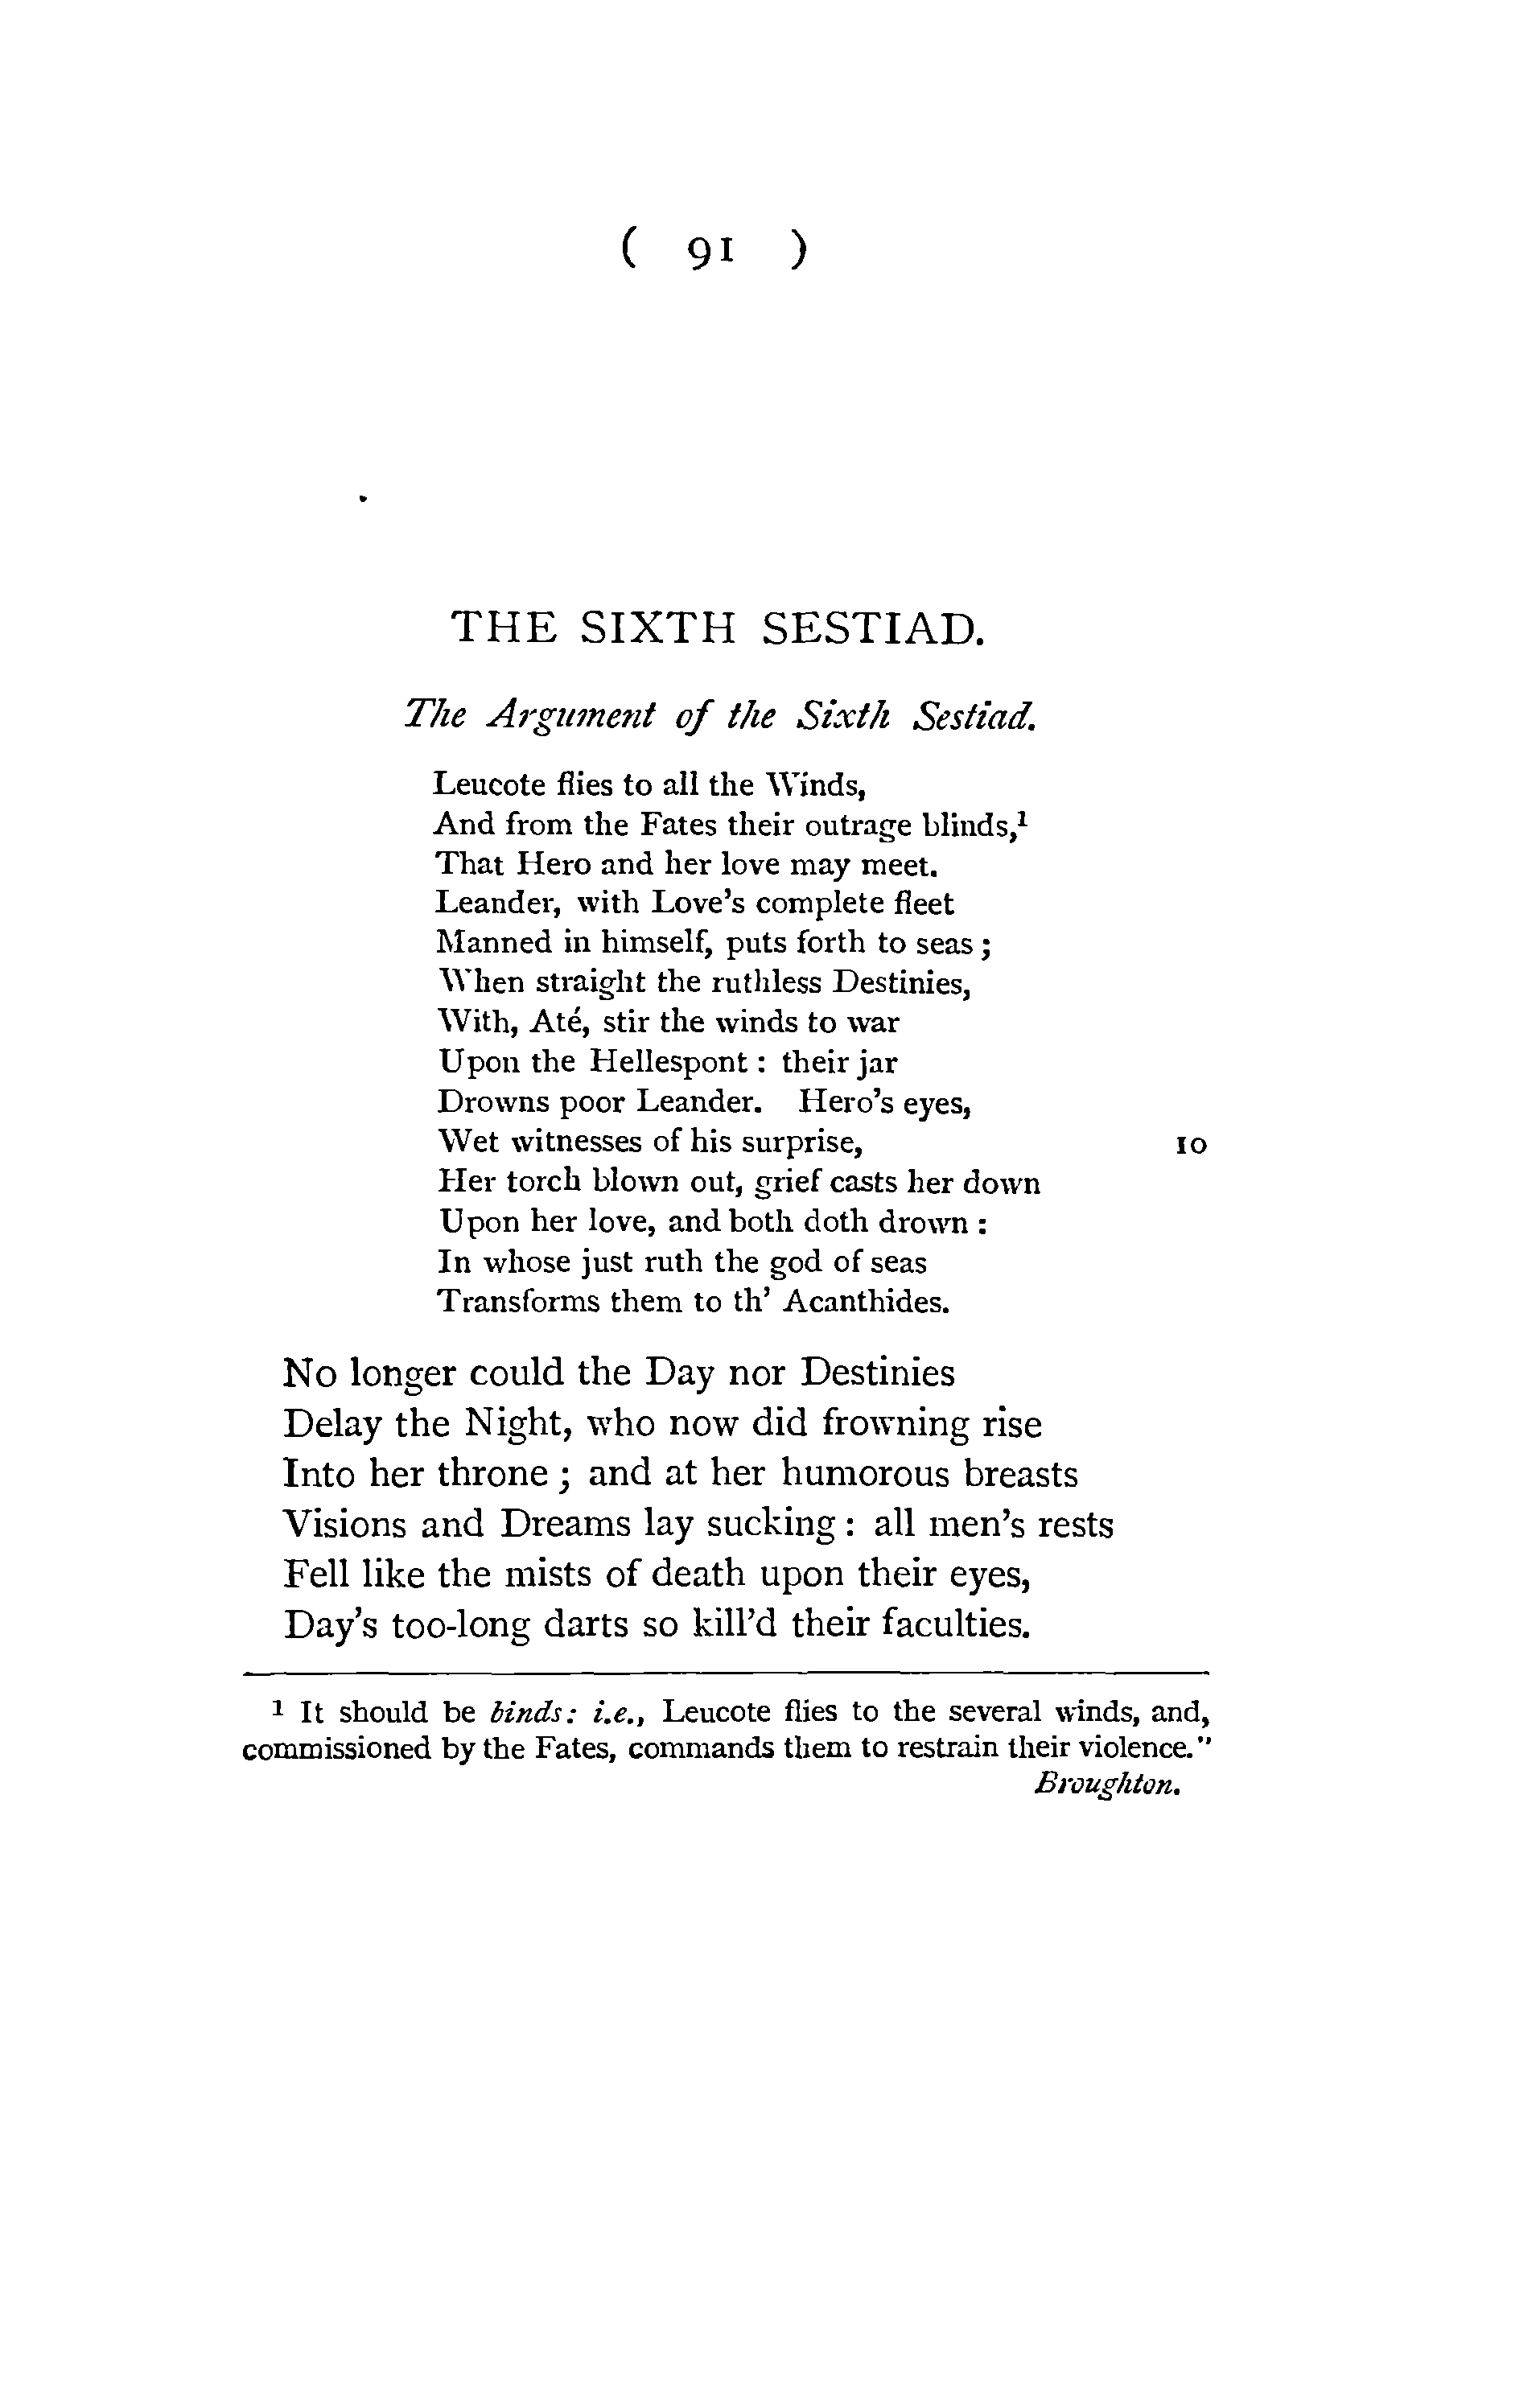 ( 91 )
THE SIXTH SESTIAD.
The Argument of the Sixth Sestiad.
Leucote flies to all the Winds,
And from the Fates their outrage blinds,¹
That Hero and her love may meet.
Leander, with Love's complete fleet
Manned in himself, puts forth to seas ;
When straight the ruthless Destinies,
With, Até, stir the winds to war
Upon the Hellespont : their jar
Drowns poor Leander. Hero's eyes,
Wet witnesses of his surprise, 10
Her torch blown out, grief casts her down
Upon her love, and both doth drown :
In whose just ruth the god of seas
Transforms them to th' Acanthides.
No longer could the Day nor Destinies
Delay the Night, who now did frowning rise
Into her throne ; and at her humorous breasts
Visions and Dreams lay sucking : all men's rests
Fell like the mists of death upon their eyes,
Day's too-long darts so kill'd their faculties.
¹ It should be binds: i.e., Leucote flies to the several winds, and,
commissioned by the Fates, commands them to restrain their violence."
Broughton.